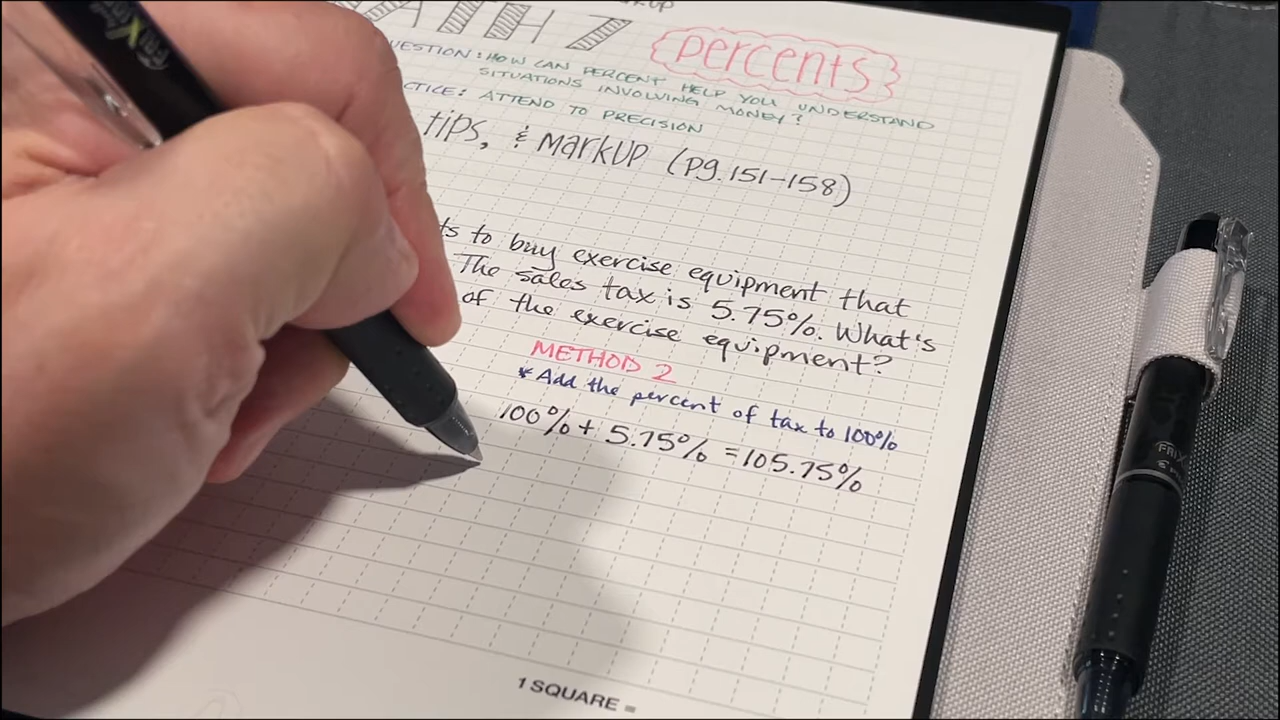 MATH 7 {percents}
QUESTION: HOW CAN PERCENT HELP YOU UNDERSTAND
SITUATIONS INVOLVING MONEY?
CTICE: ATTEND TO PRECISION
tips, & markup (pg. 151-158)
ts to buy exercise equipment that
The sales tax is 5.75%. What's
of the exercise equipment?
METHOD 2
* Add the percent of tax to 100%
100% + 5.75% = 105.75%
1 SQUARE =
FRIXION
FRIX